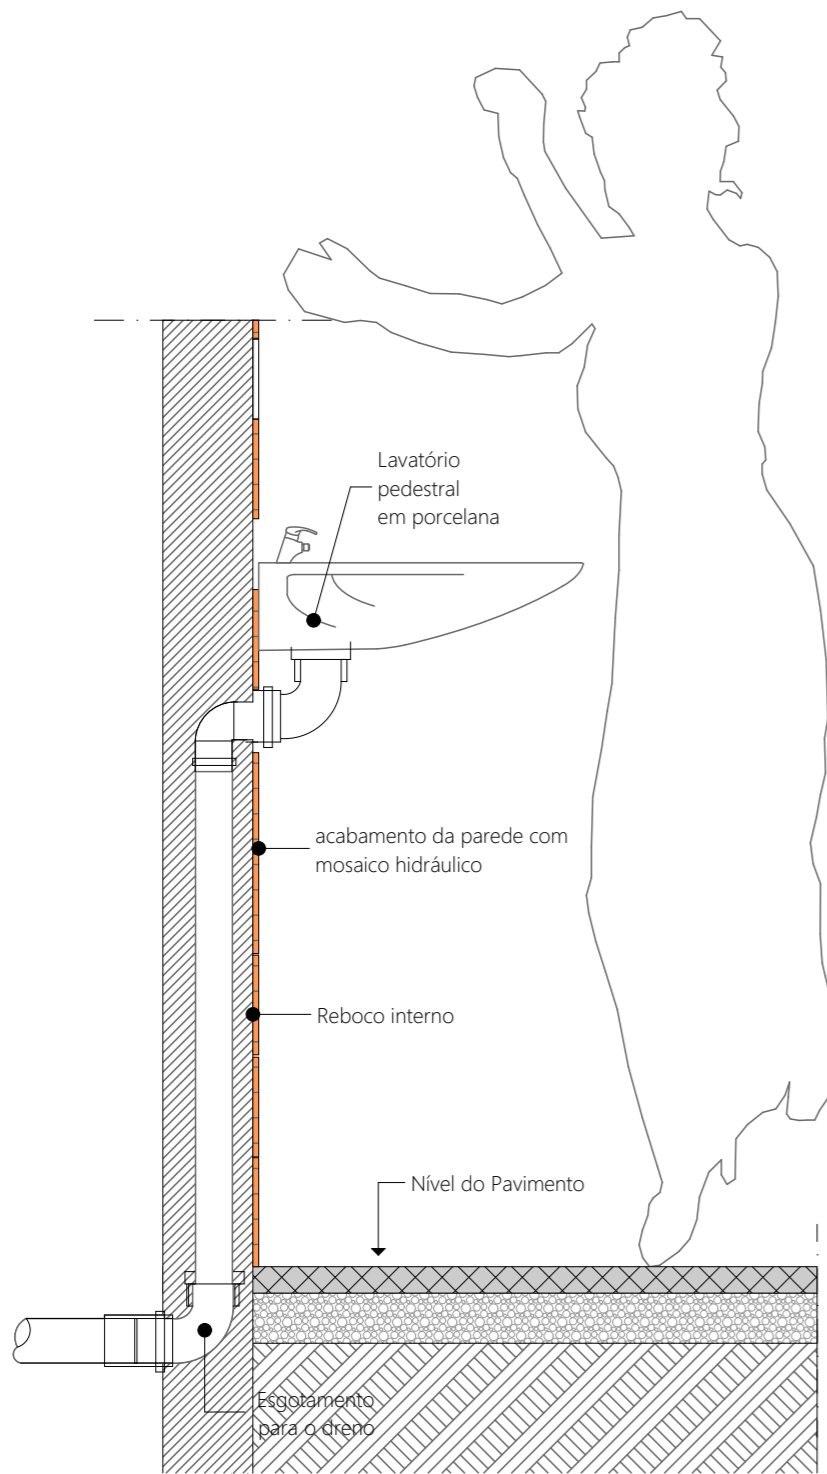 Lavatório
pedestral
em porcelana
acabamento da parede com
mosaico hidráulico
Reboco interno
Nível do Pavimento
Esgotamento
para o dreno